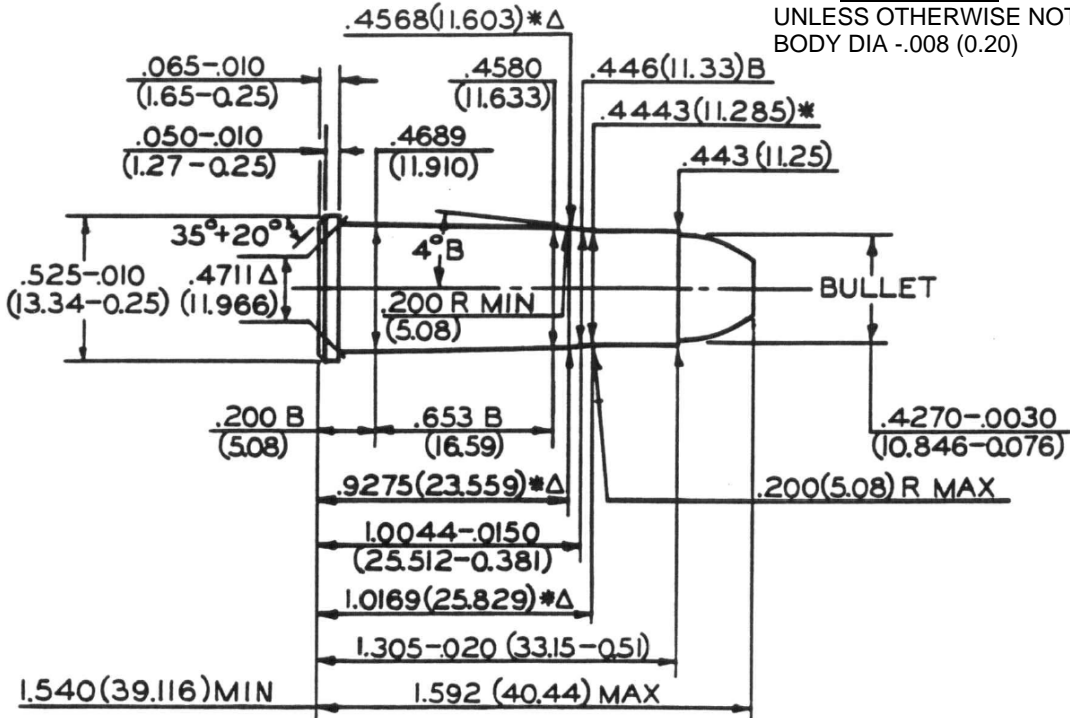 UNLESS OTHERWISE NOT
BODY DIA -.008 (0.20)
.4568(11.603)*Δ
.065-.010
(1.65-0.25)
.4580
(11.633)
.446(11.33)B
.4443(11.285)*
.050-.010
(1.27-0.25)
.4689
(11.910)
.443(11.25)
35°+20°
4°B
.525-.010
(13.34-0.25)
.4711Δ
(11.966)
.200 R MIN
(5.08)
BULLET
.200 B
(5.08)
.653 B
(16.59)
.4270-.0030
(10.846-0.076)
.9275(23.559)*Δ
.200(5.08) R MAX
1.0044-.0150
(25.512-0.381)
1.0169(25.829)*Δ
1.305-.020 (33.15-0.51)
1.540(39.116)MIN
1.592 (40.44) MAX